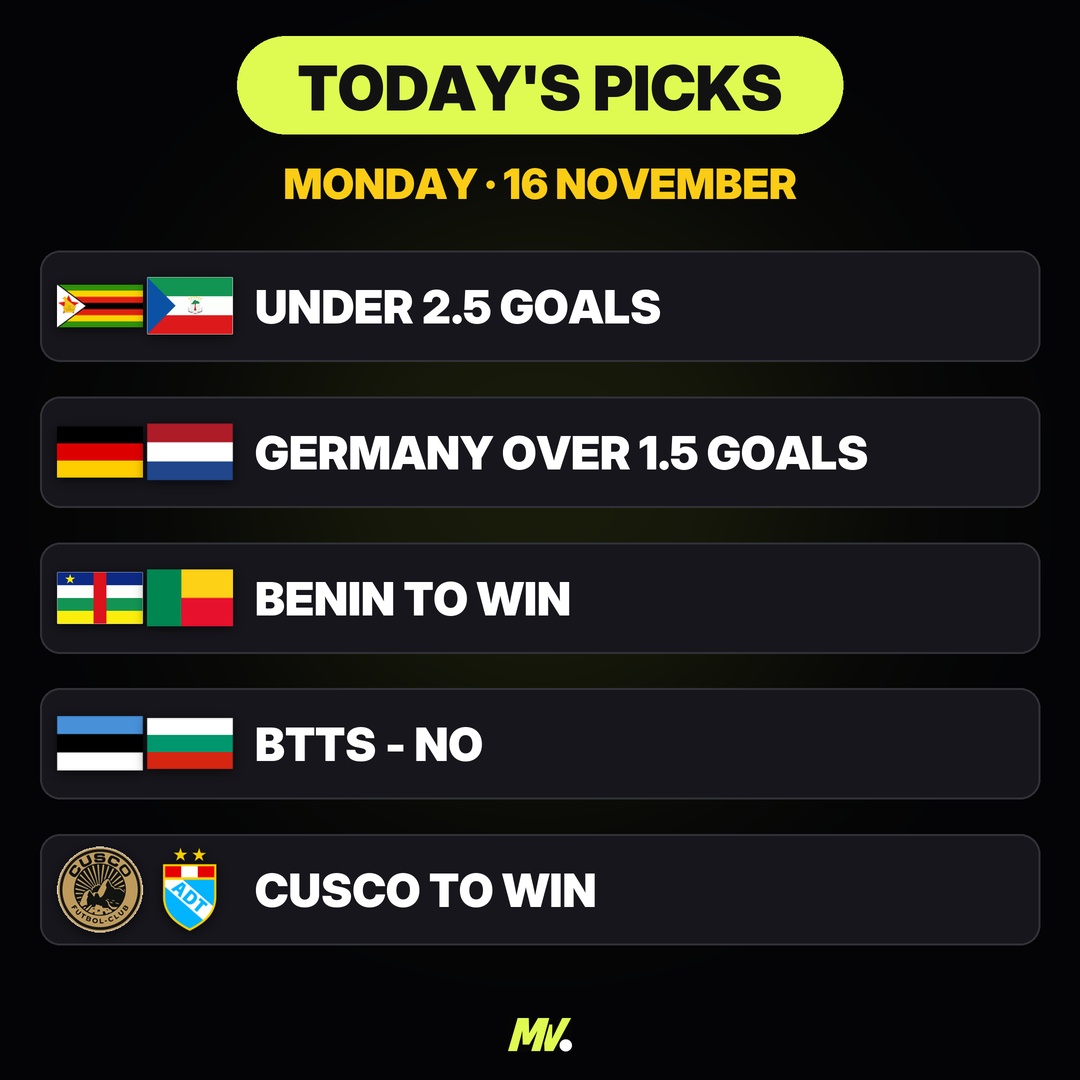 TODAY'S PICKS
MONDAY · 16 NOVEMBER
UNDER 2.5 GOALS
GERMANY OVER 1.5 GOALS
BENIN TO WIN
BTTS - NO
CUSCO
FUTBOL·CLUB
ADT
CUSCO TO WIN
MV.